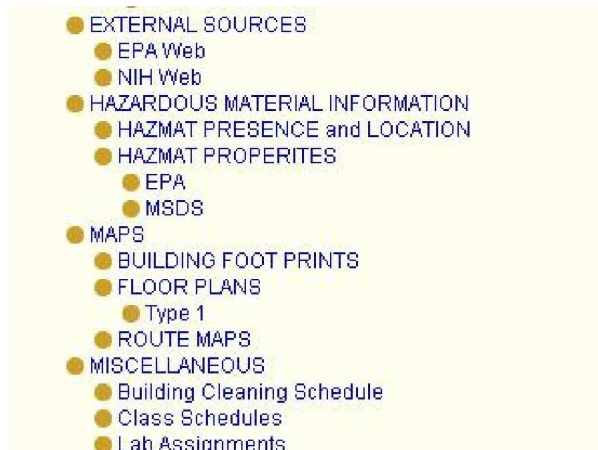 EXTERNAL SOURCES
EPA Web
NIH Web
HAZARDOUS MATERIAL INFORMATION
HAZMAT PRESENCE and LOCATION
HAZMAT PROPERITES
EPA
MSDS
MAPS
BUILDING FOOT PRINTS
FLOOR PLANS
Type 1
ROUTE MAPS
MISCELLANEOUS
Building Cleaning Schedule
Class Schedules
Lab Assignments